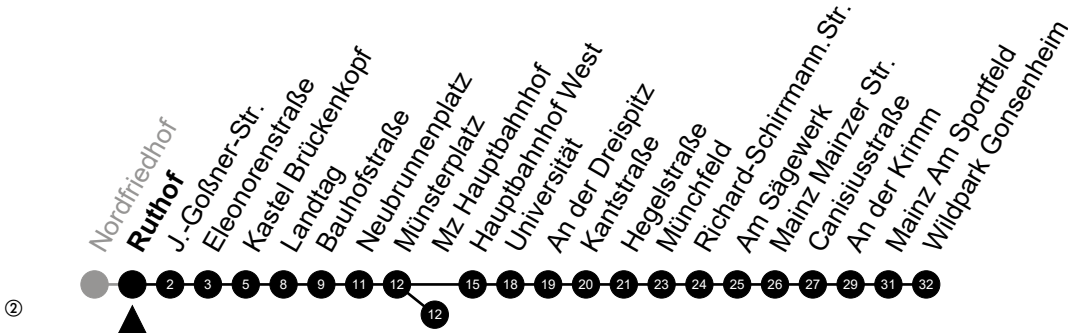 Nordfriedhof
Ruthof
J.-Goßner-Str.
Eleonorenstraße
Kastel Brückenkopf
Landtag
Bauhofstraße
Neubrunnenplatz
Münsterplatz
Mz Hauptbahnhof
Hauptbahnhof West
Universität
An der Dreispitz
Kantstraße
Hegelstraße
Münchfeld
Richard-Schirrmann.Str.
Am Sägewerk
Mainz Mainzer Str.
Canisiusstraße
An der Krimm
Mainz Am Sportfeld
Wildpark Gonsenheim
2 3 5 8 9 11 12 15 18 19 20 21 23 24 25 26 27 29 31 32
12
②